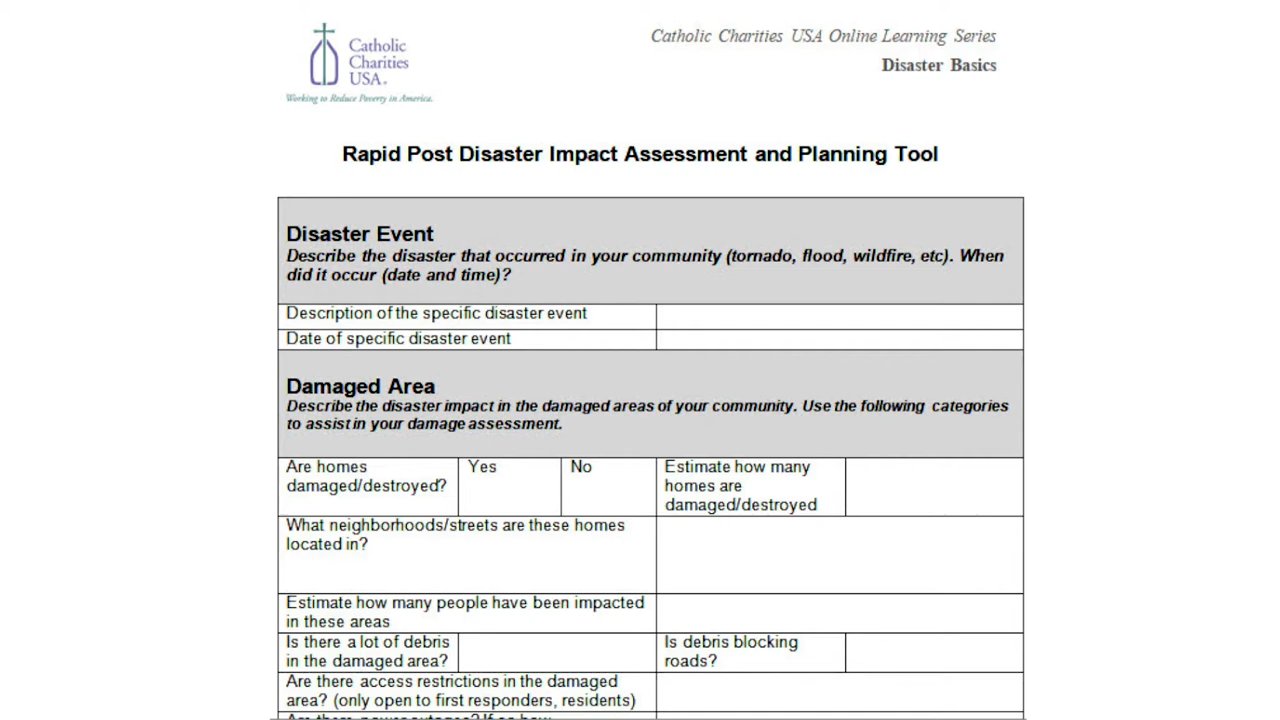 Catholic
Charities
USA®
Working to Reduce Poverty in America.
Catholic Charities USA Online Learning Series
Disaster Basics
Rapid Post Disaster Impact Assessment and Planning Tool
Disaster Event
Describe the disaster that occurred in your community (tornado, flood, wildfire, etc). When
did it occur (date and time)?
Description of the specific disaster event
Date of specific disaster event
Damaged Area
Describe the disaster impact in the damaged areas of your community. Use the following categories
to assist in your damage assessment.
Are homes
damaged/destroyed?
Yes
No
Estimate how many
homes are
damaged/destroyed
What neighborhoods/streets are these homes
located in?
Estimate how many people have been impacted
in these areas
Is there a lot of debris
in the damaged area?
Is debris blocking
roads?
Are there access restrictions in the damaged
area? (only open to first responders, residents)
Are there power outages? If so how